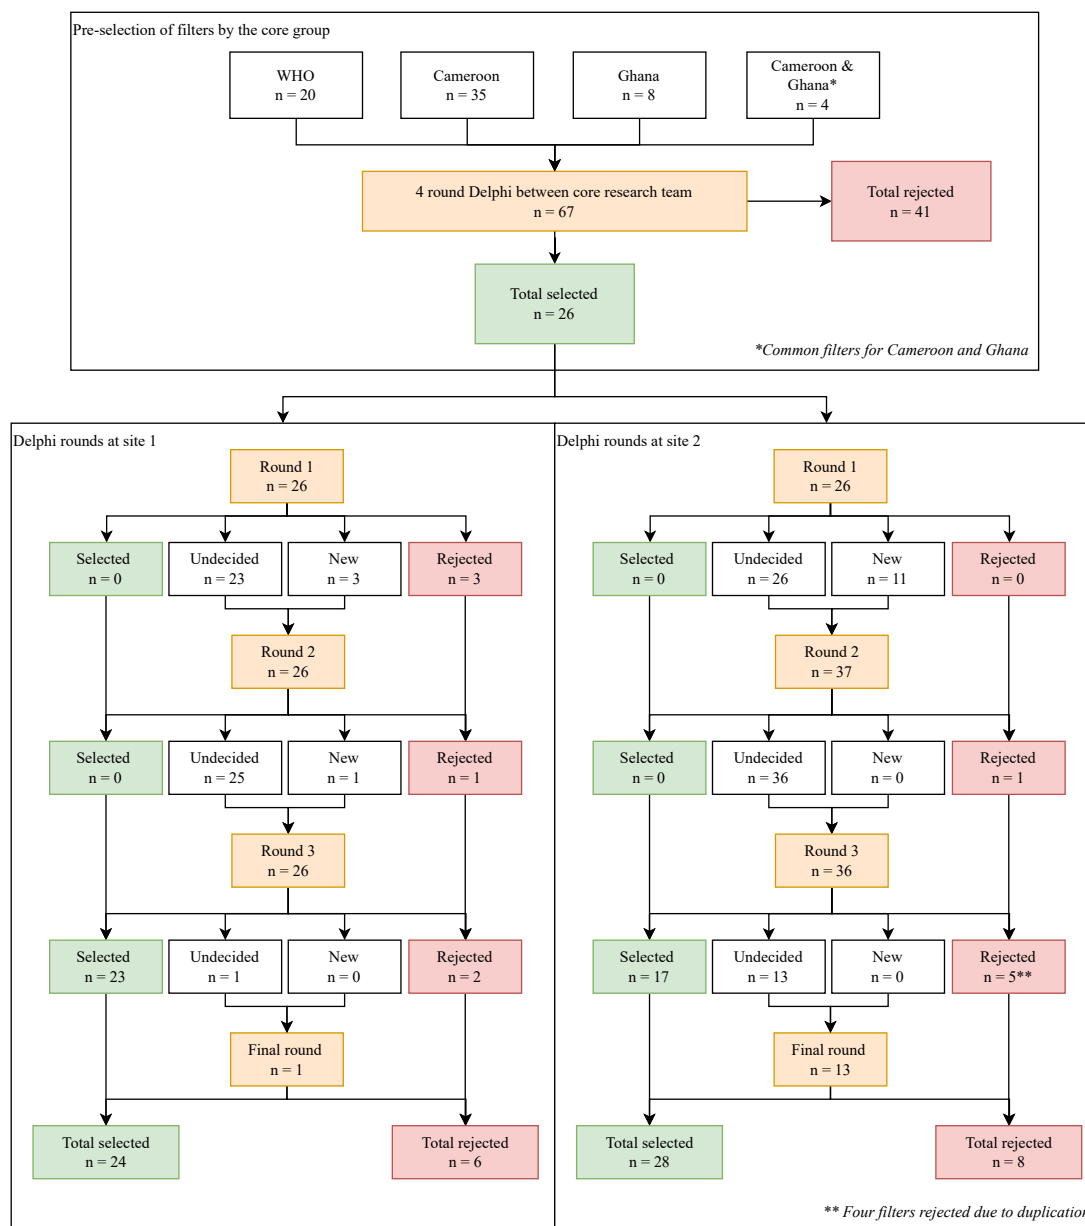 Pre-selection of filters by the core group
WHO
n = 20
Cameroon
n = 35
Ghana
n = 8
Cameroon &
Ghana*
n = 4
4 round Delphi between core research team
n = 67
Total rejected
n = 41
Total selected
n = 26
*Common filters for Cameroon and Ghana
Delphi rounds at site 1
Round 1
n = 26
Selected
n = 0
Undecided
n = 23
New
n = 3
Rejected
n = 3
Round 2
n = 26
Selected
n = 0
Undecided
n = 25
New
n = 1
Rejected
n = 1
Round 3
n = 26
Selected
n = 23
Undecided
n = 1
New
n = 0
Rejected
n = 2
Final round
n = 1
Total selected
n = 24
Total rejected
n = 6
Delphi rounds at site 2
Round 1
n = 26
Selected
n = 0
Undecided
n = 26
New
n = 11
Rejected
n = 0
Round 2
n = 37
Selected
n = 0
Undecided
n = 36
New
n = 0
Rejected
n = 1
Round 3
n = 36
Selected
n = 17
Undecided
n = 13
New
n = 0
Rejected
n = 5**
Final round
n = 13
Total selected
n = 28
Total rejected
n = 8
** Four filters rejected due to duplication